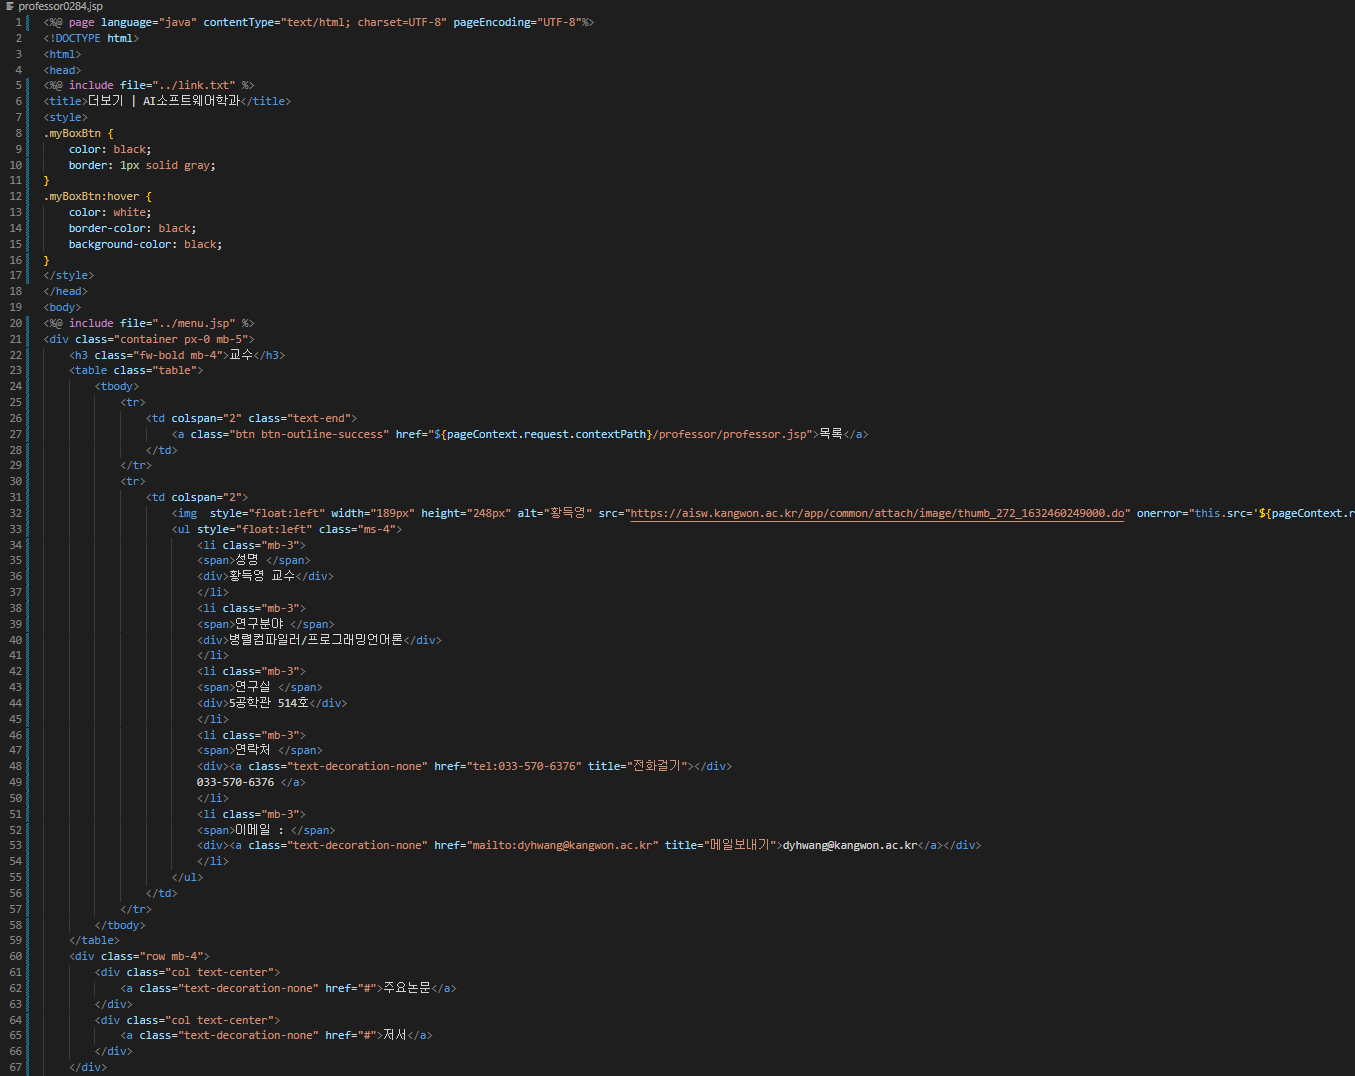 professor0284.jsp
1 <%@ page language="java" contentType="text/html; charset=UTF-8" pageEncoding="UTF-8"%>
2 <!DOCTYPE html>
3 <html>
4 <head>
5 <%@ include file="../link.txt" %>
6 <title>더보기 | AI소프트웨어학과</title>
7 <style>
8 .myBoxBtn {
9 color: black;
10 border: 1px solid gray;
11 }
12 .myBoxBtn:hover {
13 color: white;
14 border-color: black;
15 background-color: black;
16 }
17 </style>
18 </head>
19 <body>
20 <%@ include file="../menu.jsp" %>
21 <div class="container px-0 mb-5">
22 <h3 class="fw-bold mb-4">교수</h3>
23 <table class="table">
24 <tbody>
25 <tr>
26 <td colspan="2" class="text-end">
27 <a class="btn btn-outline-success" href="${pageContext.request.contextPath}/professor/professor.jsp">목록</a>
28 </td>
29 </tr>
30 <tr>
31 <td colspan="2">
32 <img  style="float:left" width="189px" height="248px" alt="황득영" src="https://aisw.kangwon.ac.kr/app/common/attach/image/thumb_272_1632460249000.do" onerror="this.src='${pageContext.r
33 <ul style="float:left" class="ms-4">
34 <li class="mb-3">
35 <span>성명 </span>
36 <div>황득영 교수</div>
37 </li>
38 <li class="mb-3">
39 <span>연구분야 </span>
40 <div>병렬컴파일러/프로그래밍언어론</div>
41 </li>
42 <li class="mb-3">
43 <span>연구실 </span>
44 <div>5공학관 514호</div>
45 </li>
46 <li class="mb-3">
47 <span>연락처 </span>
48 <div><a class="text-decoration-none" href="tel:033-570-6376" title="전화걸기"></div>
49 033-570-6376 </a>
50 </li>
51 <li class="mb-3">
52 <span>이메일 : </span>
53 <div><a class="text-decoration-none" href="mailto:dyhwang@kangwon.ac.kr" title="메일보내기">dyhwang@kangwon.ac.kr</a></div>
54 </li>
55 </ul>
56 </td>
57 </tr>
58 </tbody>
59 </table>
60 <div class="row mb-4">
61 <div class="col text-center">
62 <a class="text-decoration-none" href="#">주요논문</a>
63 </div>
64 <div class="col text-center">
65 <a class="text-decoration-none" href="#">저서</a>
66 </div>
67 </div>